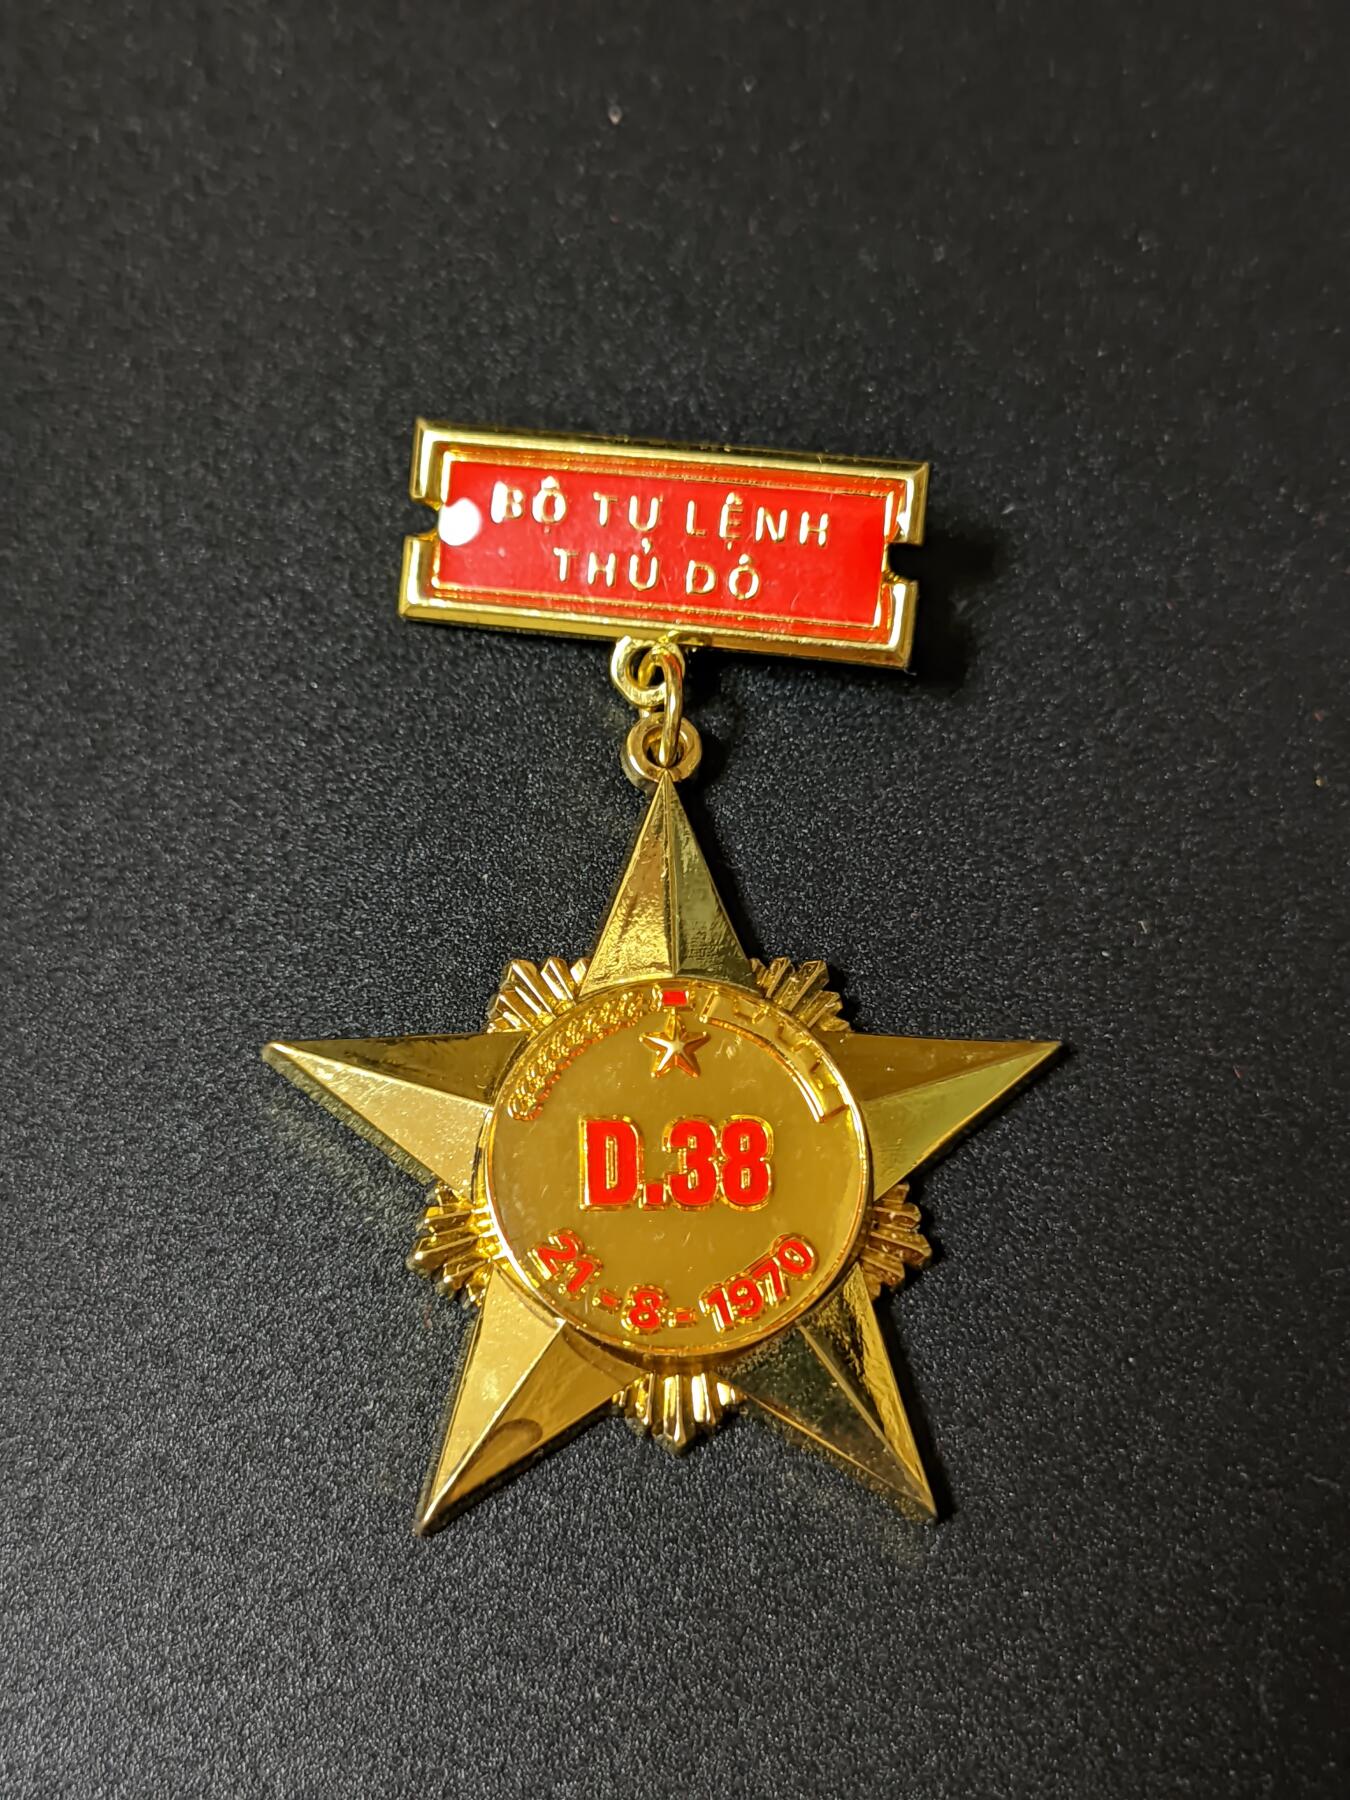 BỘ TƯ LỆNH
THỦ ĐÔ
D.38
21-8-1970